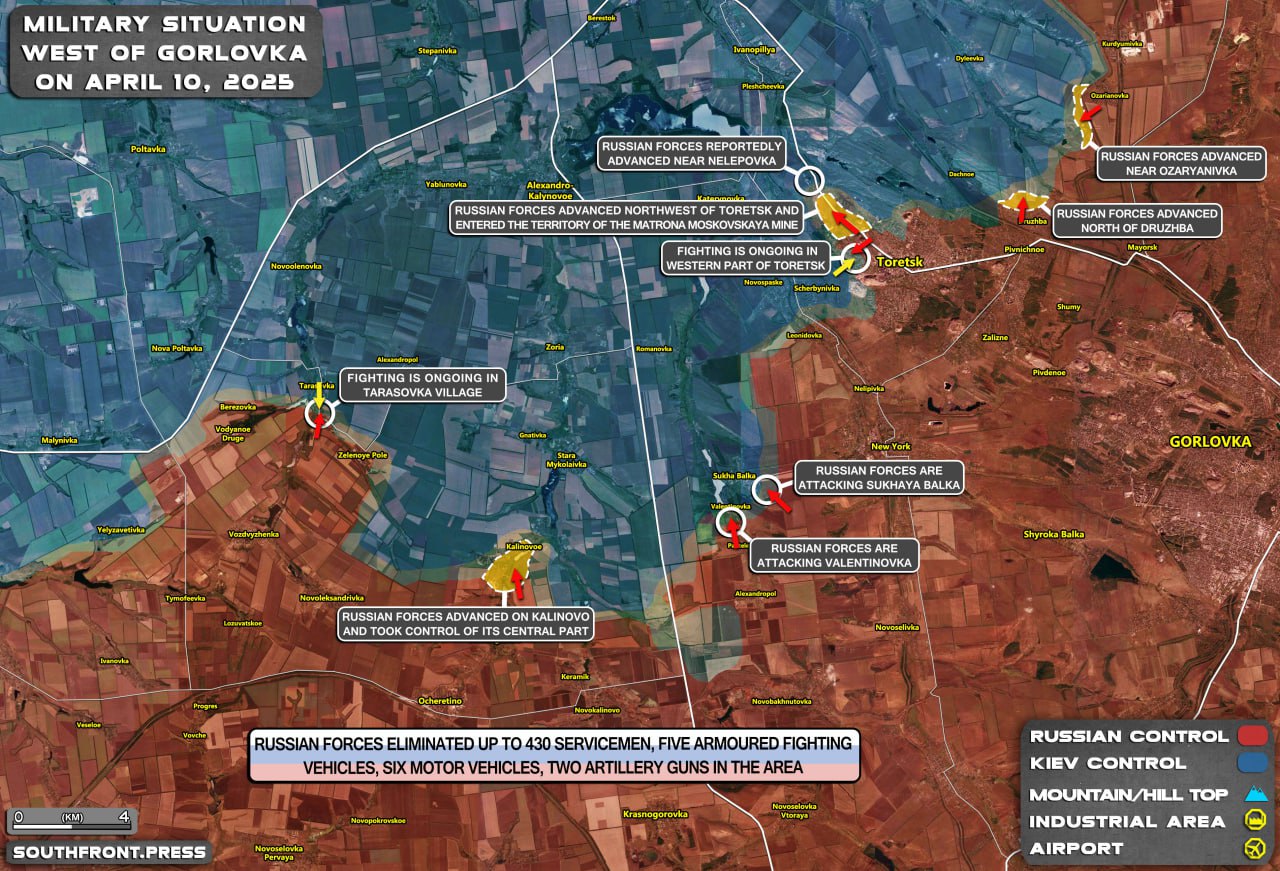 MILITARY SITUATION
WEST OF GORLOVKA
ON APRIL 10, 2025
Berestok
Stepanivka
Ivanopillya
Kurdyumivka
Dyleevka
Pleshcheevka
Ozarianovka
Poltavka
RUSSIAN FORCES REPORTEDLY
ADVANCED NEAR NELEPOVKA
RUSSIAN FORCES ADVANCED
NEAR OZARYANIVKA
Yablunovka
Alexandro-
Kalynovoe
Katerynovka
Dachnoe
RUSSIAN FORCES ADVANCED NORTHWEST OF TORETSK AND
ENTERED THE TERRITORY OF THE MATRONA MOSKOVSKAYA MINE
Druzhba
RUSSIAN FORCES ADVANCED
NORTH OF DRUZHBA
FIGHTING IS ONGOING IN
WESTERN PART OF TORETSK
Toretsk
Pivnichnoe
Mayorsk
Novoolenovka
Novospaske
Scherbynivka
Shumy
Leonidovka
Zalizne
Nova Poltavka
Zoria
Romanovka
Alexandropol
Pivdenoe
Tarasovka
FIGHTING IS ONGOING IN
TARASOVKA VILLAGE
Nelipivka
Berezovka
Vodyanoe
Druge
Malynivka
Gnativka
GORLOVKA
New York
Zelenoye Pole
Stara
Mykolaivka
Sukha Balka
RUSSIAN FORCES ARE
ATTACKING SUKHAYA BALKA
Valentinovka
Yelyzavetivka
Vozdvyzhenka
Shyroka Balka
Kalinovoe
RUSSIAN FORCES ARE
ATTACKING VALENTINOVKA
Tymofeevka
Novoleksandrivka
Alexandropol
Lozuvatskoe
RUSSIAN FORCES ADVANCED ON KALINOVO
AND TOOK CONTROL OF ITS CENTRAL PART
Novoselivka
Ivanovka
Keramik
Progres
Ocheretino
Novokalinovo
Novobakhnutovka
Veseloe
Vovche
RUSSIAN FORCES ELIMINATED UP TO 430 SERVICEMEN, FIVE ARMOURED FIGHTING
VEHICLES, SIX MOTOR VEHICLES, TWO ARTILLERY GUNS IN THE AREA
RUSSIAN CONTROL
KIEV CONTROL
MOUNTAIN/HILL TOP
INDUSTRIAL AREA
AIRPORT
0 (KM) 4
Novopokrovskoe
Krasnogorovka
Novoselovka
Vtoraya
Novoselovka
Pervaya
SOUTHFRONT.PRESS